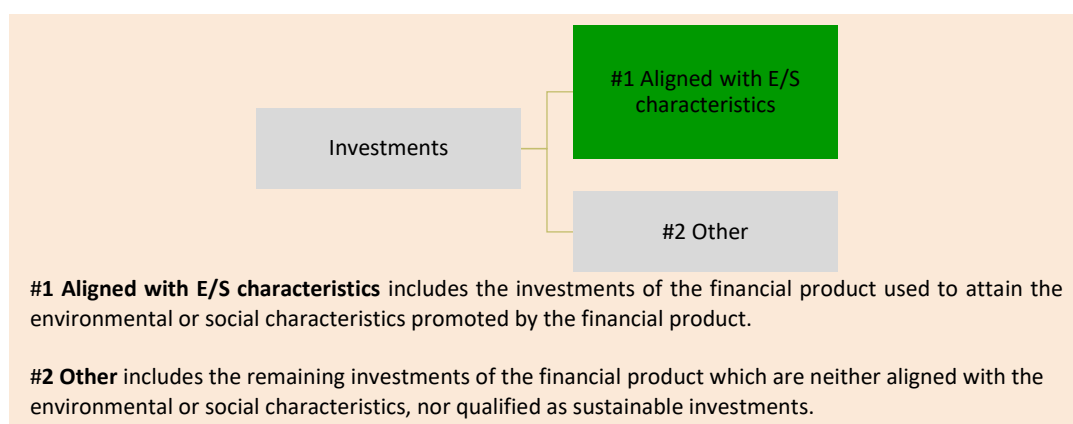 #1 Aligned with E/S
characteristics
Investments
#2 Other
#1 Aligned with E/S characteristics includes the investments of the financial product used to attain the
environmental or social characteristics promoted by the financial product.
#2 Other includes the remaining investments of the financial product which are neither aligned with the
environmental or social characteristics, nor qualified as sustainable investments.